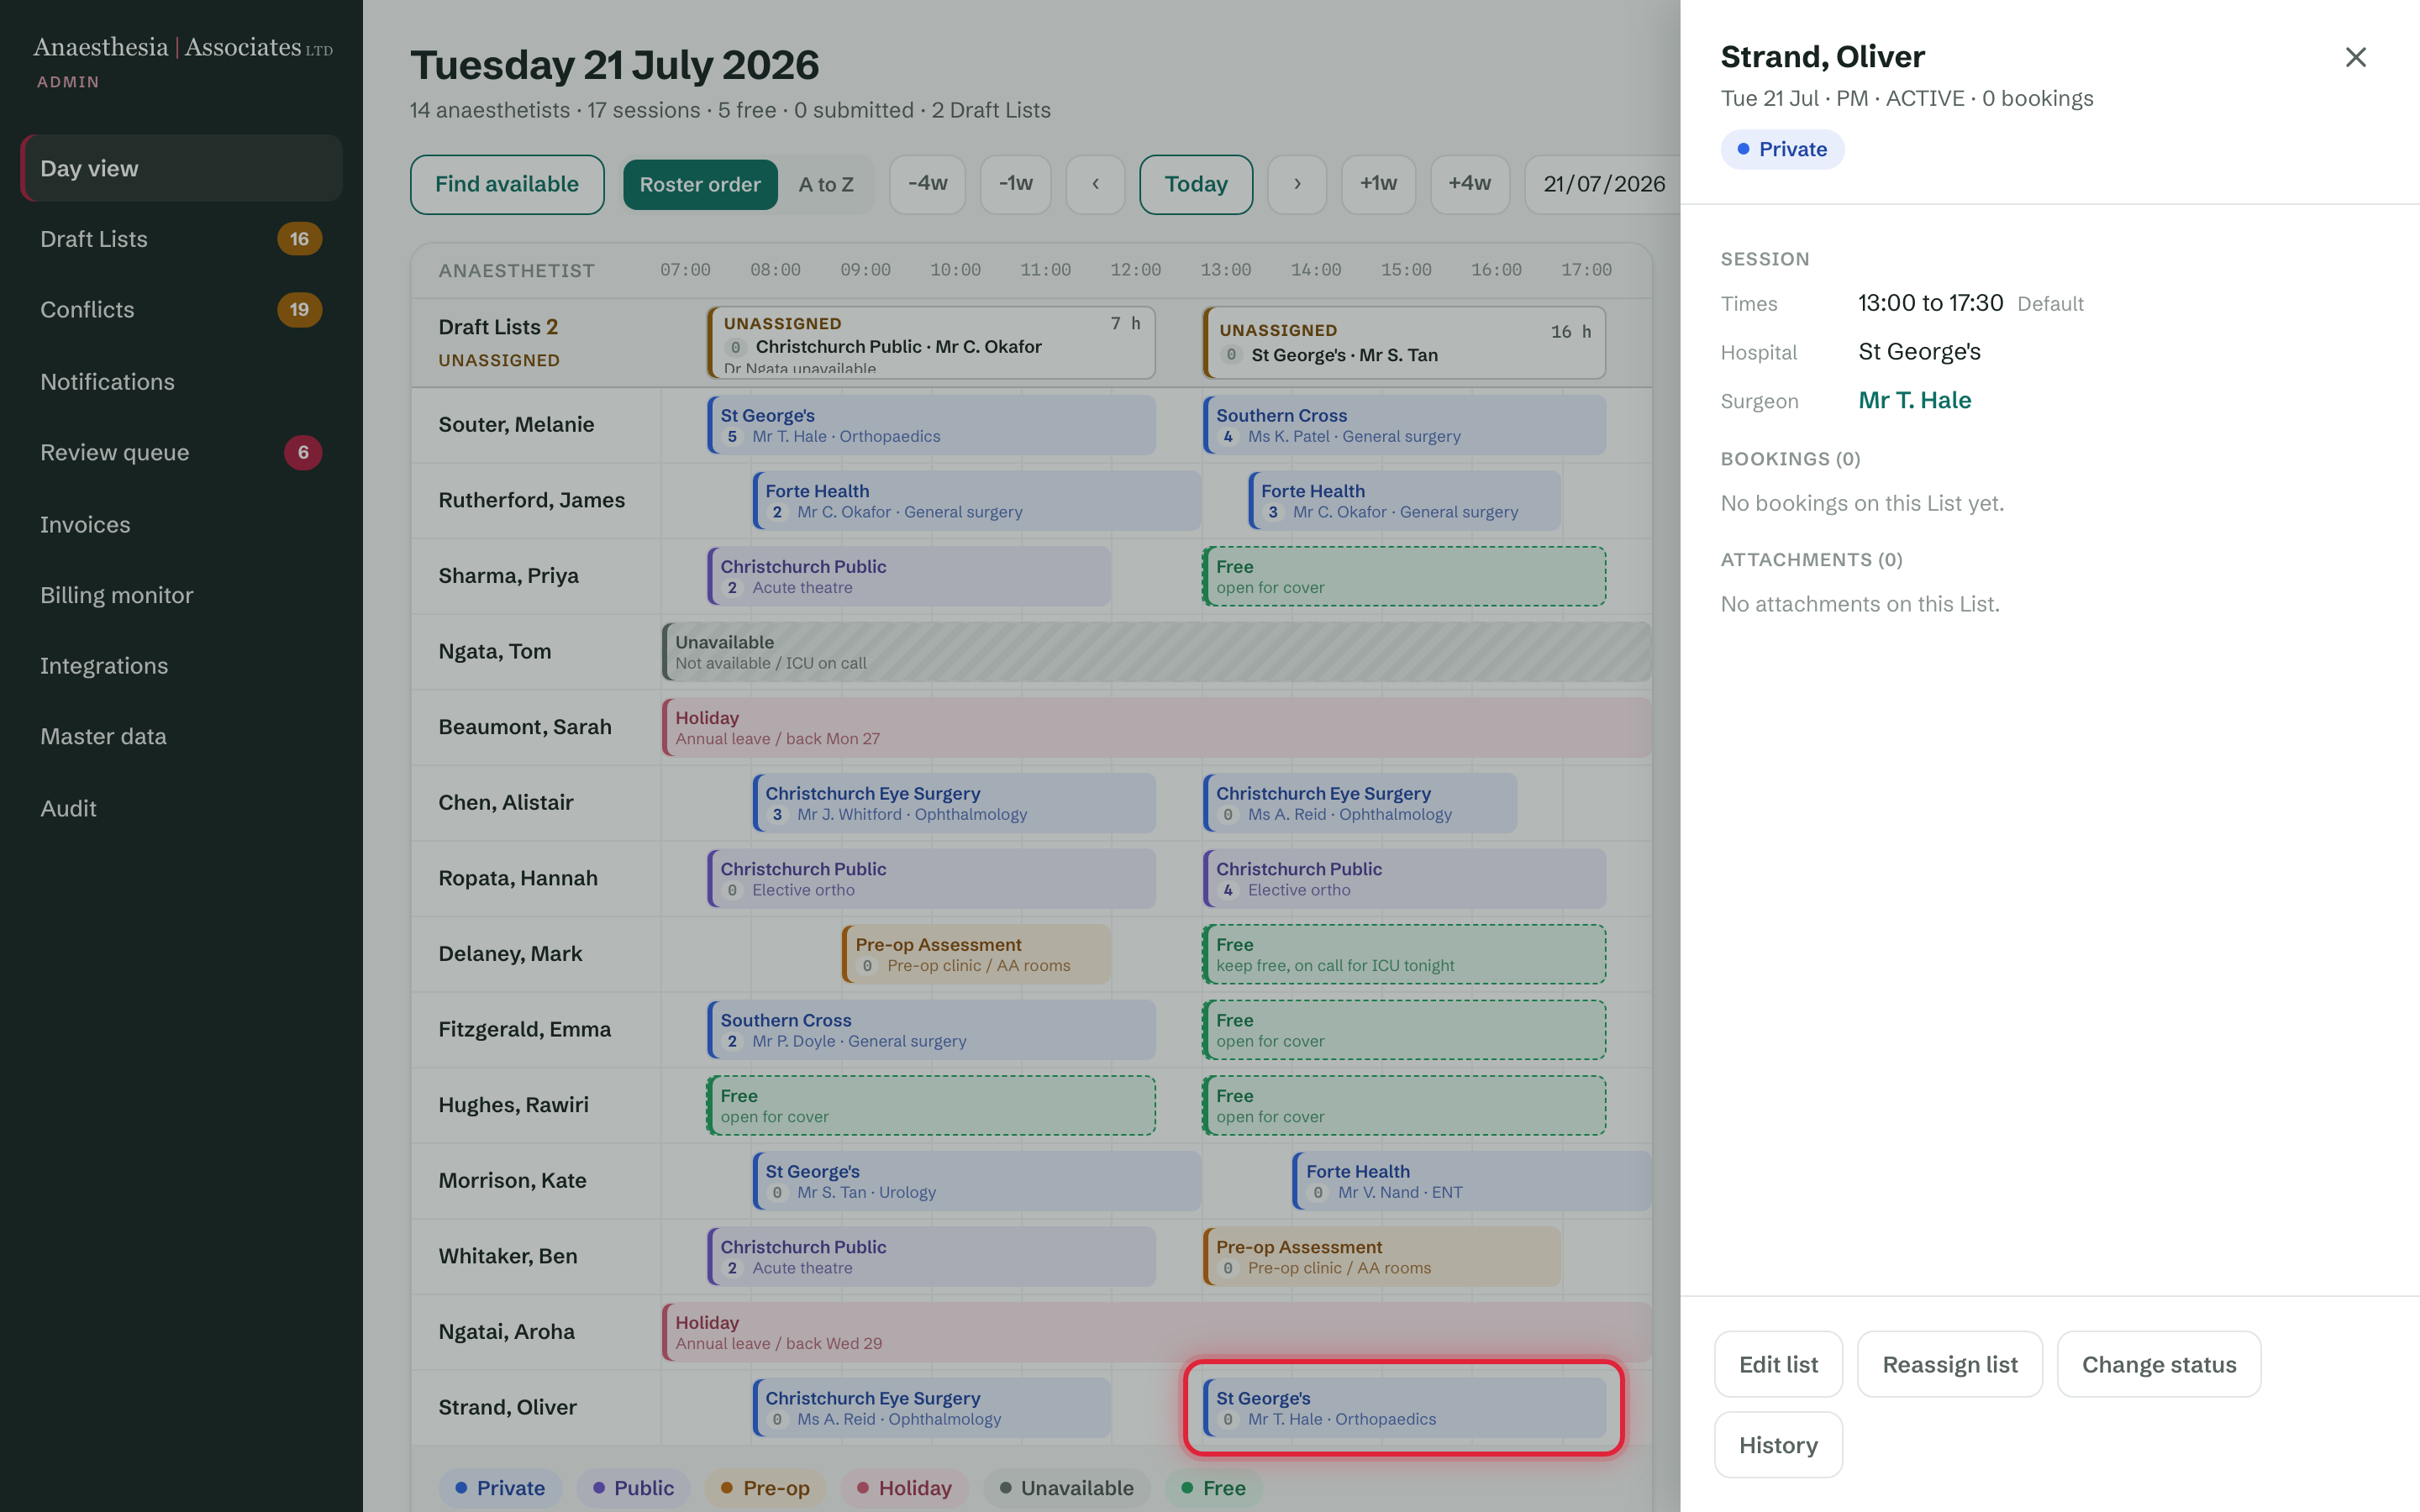 Anaesthesia | Associates LTD
ADMIN
Day view
Draft Lists 16
Conflicts 19
Notifications
Review queue 6
Invoices
Billing monitor
Integrations
Master data
Audit
Tuesday 21 July 2026
14 anaesthetists · 17 sessions · 5 free · 0 submitted · 2 Draft Lists
Find available Roster order A to Z -4w -1w ‹ Today › +1w +4w 21/07/2026
ANAESTHETIST 07:00 08:00 09:00 10:00 11:00 12:00 13:00 14:00 15:00 16:00 17:00
Draft Lists 2
UNASSIGNED
UNASSIGNED 7 h
0 Christchurch Public · Mr C. Okafor
Dr Ngata unavailable
UNASSIGNED 16 h
0 St George's · Mr S. Tan
Souter, Melanie
St George's
5 Mr T. Hale · Orthopaedics
Southern Cross
4 Ms K. Patel · General surgery
Rutherford, James
Forte Health
2 Mr C. Okafor · General surgery
Forte Health
3 Mr C. Okafor · General surgery
Sharma, Priya
Christchurch Public
2 Acute theatre
Free
open for cover
Ngata, Tom
Unavailable
Not available / ICU on call
Beaumont, Sarah
Holiday
Annual leave / back Mon 27
Chen, Alistair
Christchurch Eye Surgery
3 Mr J. Whitford · Ophthalmology
Christchurch Eye Surgery
0 Ms A. Reid · Ophthalmology
Ropata, Hannah
Christchurch Public
0 Elective ortho
Christchurch Public
4 Elective ortho
Delaney, Mark
Pre-op Assessment
0 Pre-op clinic / AA rooms
Free
keep free, on call for ICU tonight
Fitzgerald, Emma
Southern Cross
2 Mr P. Doyle · General surgery
Free
open for cover
Hughes, Rawiri
Free
open for cover
Free
open for cover
Morrison, Kate
St George's
0 Mr S. Tan · Urology
Forte Health
0 Mr V. Nand · ENT
Whitaker, Ben
Christchurch Public
2 Acute theatre
Pre-op Assessment
0 Pre-op clinic / AA rooms
Ngatai, Aroha
Holiday
Annual leave / back Wed 29
Strand, Oliver
Christchurch Eye Surgery
0 Ms A. Reid · Ophthalmology
St George's
0 Mr T. Hale · Orthopaedics
Private Public Pre-op Holiday Unavailable Free
Strand, Oliver
Tue 21 Jul · PM · ACTIVE · 0 bookings
Private
SESSION
Times 13:00 to 17:30 Default
Hospital St George's
Surgeon Mr T. Hale
BOOKINGS (0)
No bookings on this List yet.
ATTACHMENTS (0)
No attachments on this List.
Edit list Reassign list Change status
History